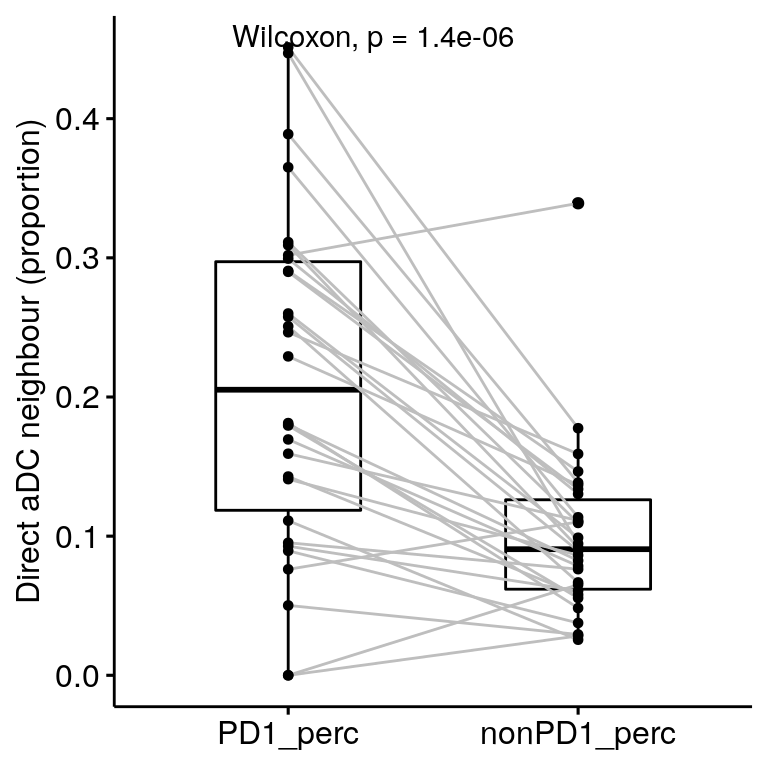 Wilcoxon, p = 1.4e-06
Direct aDC neighbour (proportion)
0.4
0.3
0.2
0.1
0.0
PD1_perc
nonPD1_perc